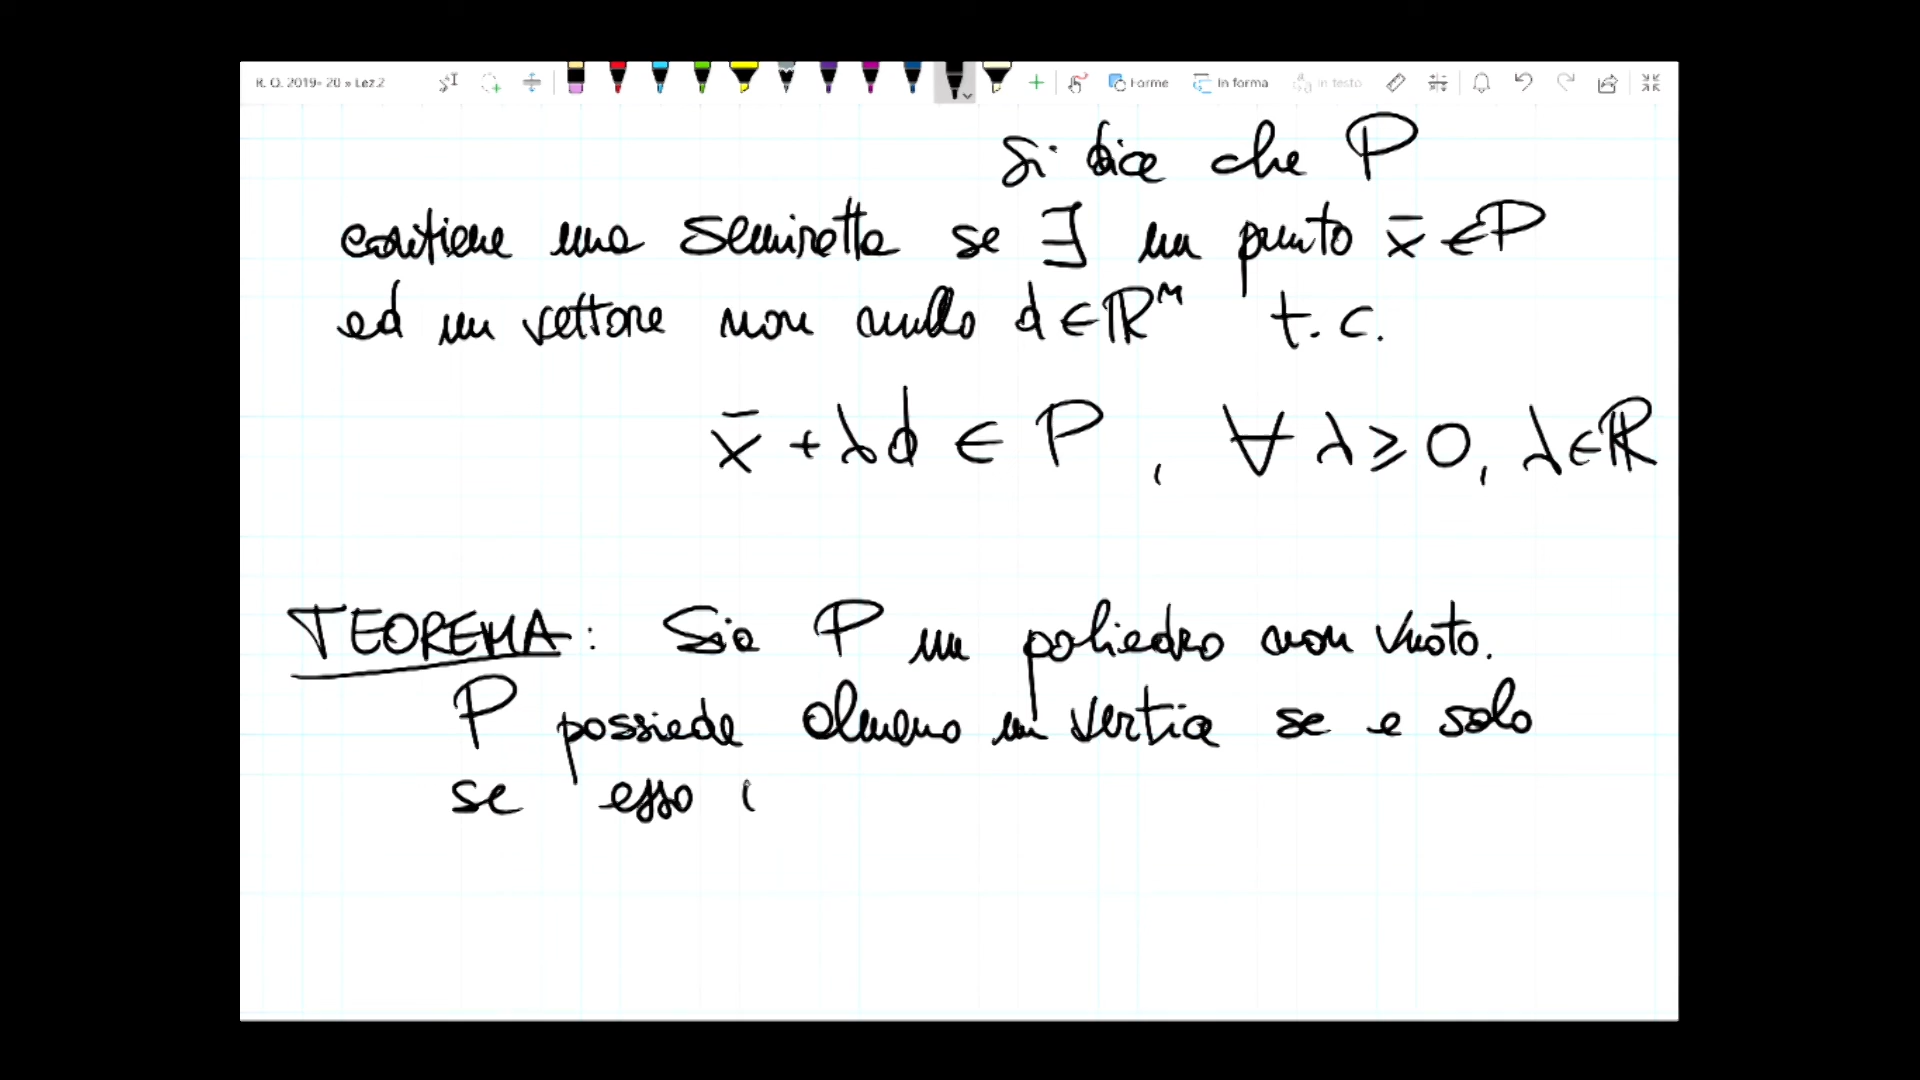 R. O. 2019-20 » Lez.2
Forme
In forma
in testo
Si dice che P
contiene una semiretta se ∃ un punto x̄ ∈ P
ed un vettore non nullo d ∈ ℝⁿ t.c.
x̄ + λd ∈ P, ∀ λ ≥ 0, λ ∈ ℝ
TEOREMA: Sia P un poliedro non vuoto.
P possiede almeno un vertice se e solo
se esso